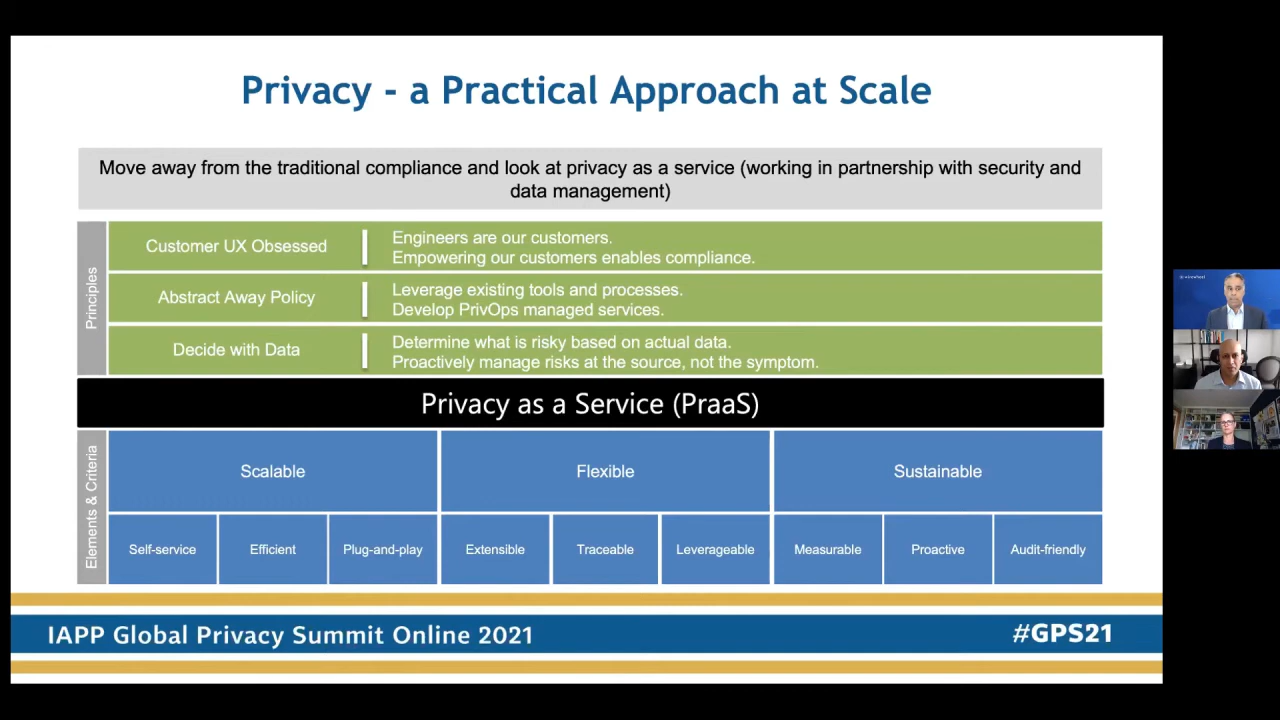 Privacy - a Practical Approach at Scale
Move away from the traditional compliance and look at privacy as a service (working in partnership with security and
data management)
Principles
Customer UX Obsessed
Engineers are our customers.
Empowering our customers enables compliance.
Abstract Away Policy
Leverage existing tools and processes.
Develop PrivOps managed services.
Decide with Data
Determine what is risky based on actual data.
Proactively manage risks at the source, not the symptom.
Privacy as a Service (PraaS)
Elements & Criteria
Scalable
Flexible
Sustainable
Self-service
Efficient
Plug-and-play
Extensible
Traceable
Leverageable
Measurable
Proactive
Audit-friendly
IAPP Global Privacy Summit Online 2021
#GPS21
wirewheel